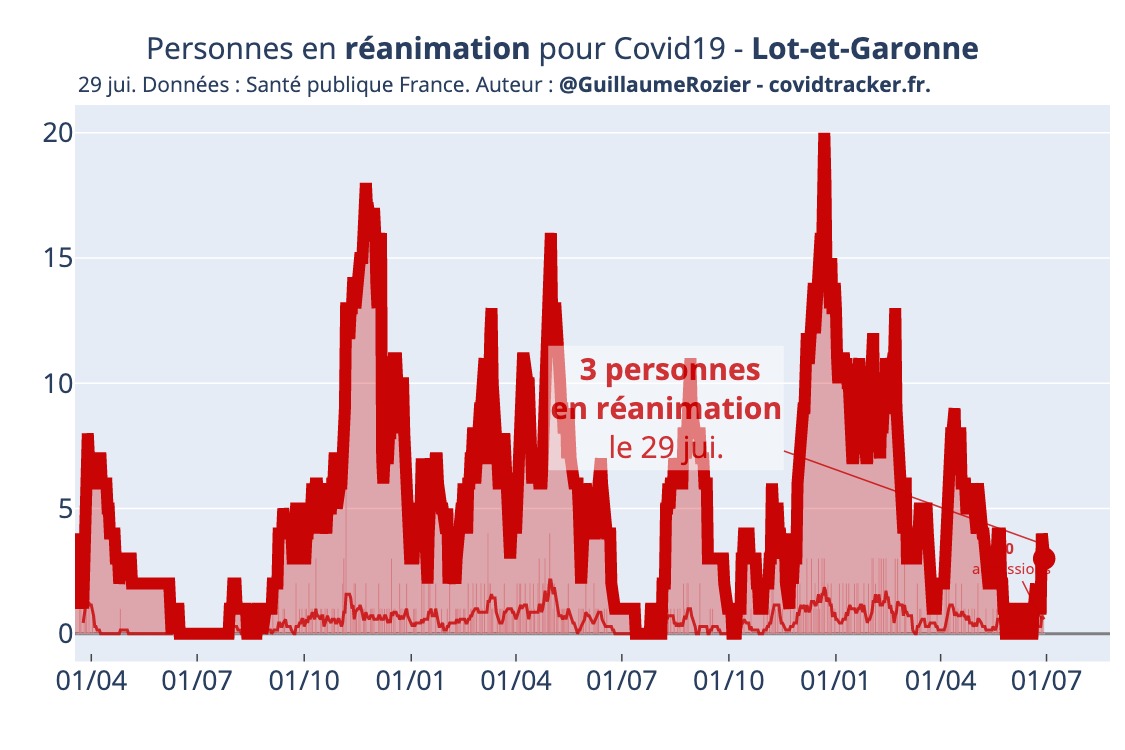 Personnes en réanimation pour Covid19 - Lot-et-Garonne
29 jui. Données : Santé publique France. Auteur : @GuillaumeRozier - covidtracker.fr.
20
15
10
5
0
3 personnes
en réanimation
le 29 jui.
01/04 01/07 01/10 01/01 01/04 01/07 01/10 01/01 01/04 01/07